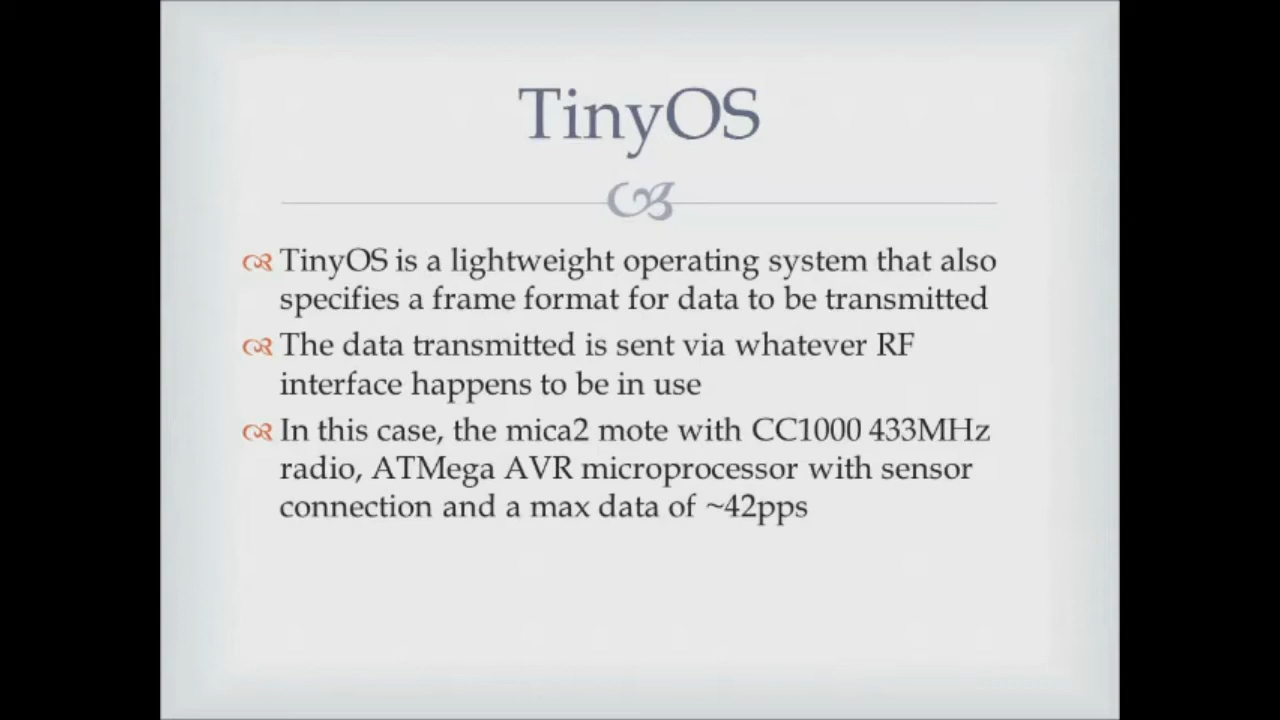 TinyOS
TinyOS is a lightweight operating system that also
specifies a frame format for data to be transmitted
The data transmitted is sent via whatever RF
interface happens to be in use
In this case, the mica2 mote with CC1000 433MHz
radio, ATMega AVR microprocessor with sensor
connection and a max data of ~42pps